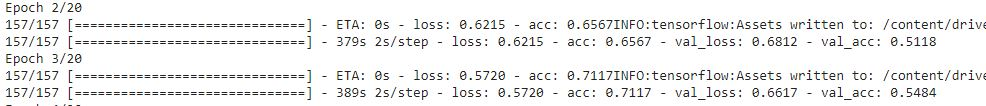 Epoch 2/20
157/157 [==============================] - ETA: 0s - loss: 0.6215 - acc: 0.6567INFO:tensorflow:Assets written to: /content/drive
157/157 [==============================] - 379s 2s/step - loss: 0.6215 - acc: 0.6567 - val_loss: 0.6812 - val_acc: 0.5118
Epoch 3/20
157/157 [==============================] - ETA: 0s - loss: 0.5720 - acc: 0.7117INFO:tensorflow:Assets written to: /content/drive
157/157 [==============================] - 389s 2s/step - loss: 0.5720 - acc: 0.7117 - val_loss: 0.6617 - val_acc: 0.5484